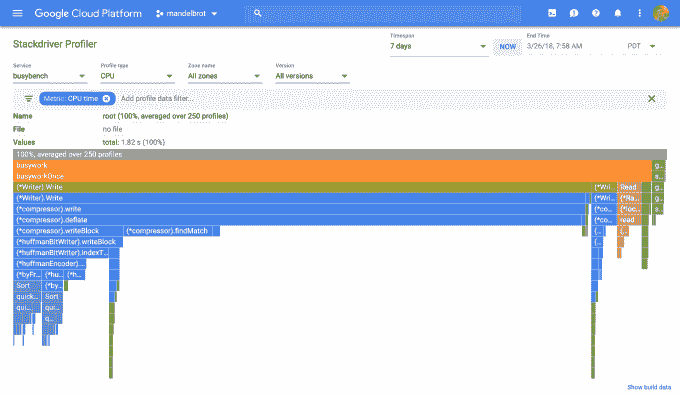 Google Cloud Platform mandelbrot
Stackdriver Profiler
Timespan
7 days
NOW
End Time
3/26/18, 7:58 AM PDT
Service
busybench
Profile type
CPU
Zone name
All zones
Version
All versions
Metric: CPU time Add profile data filter...
Name root (100%, averaged over 250 profiles)
File no file
Values total: 1.82 s (100%)
100%, averaged over 250 profiles
busywork g...
busyworkOnce s...
(*Writer).Write (*Wri... Read g...
(*Writer).Write (*Wri... (*Ra... g...
(*compressor).write (*co... (*loc... s...
(*compressor).deflate (*co... read
(*compressor).writeBlock (*compressor).findMatch (... (...
(*huffmanBitWriter).writeBlock (...
(*huffmanBitWriter).indexT...
(*huffmanEncoder)....
(*byFr... (*hu... (*h...
Sort (*by...
quick... Sort
qui... qui...
q...
Show build data